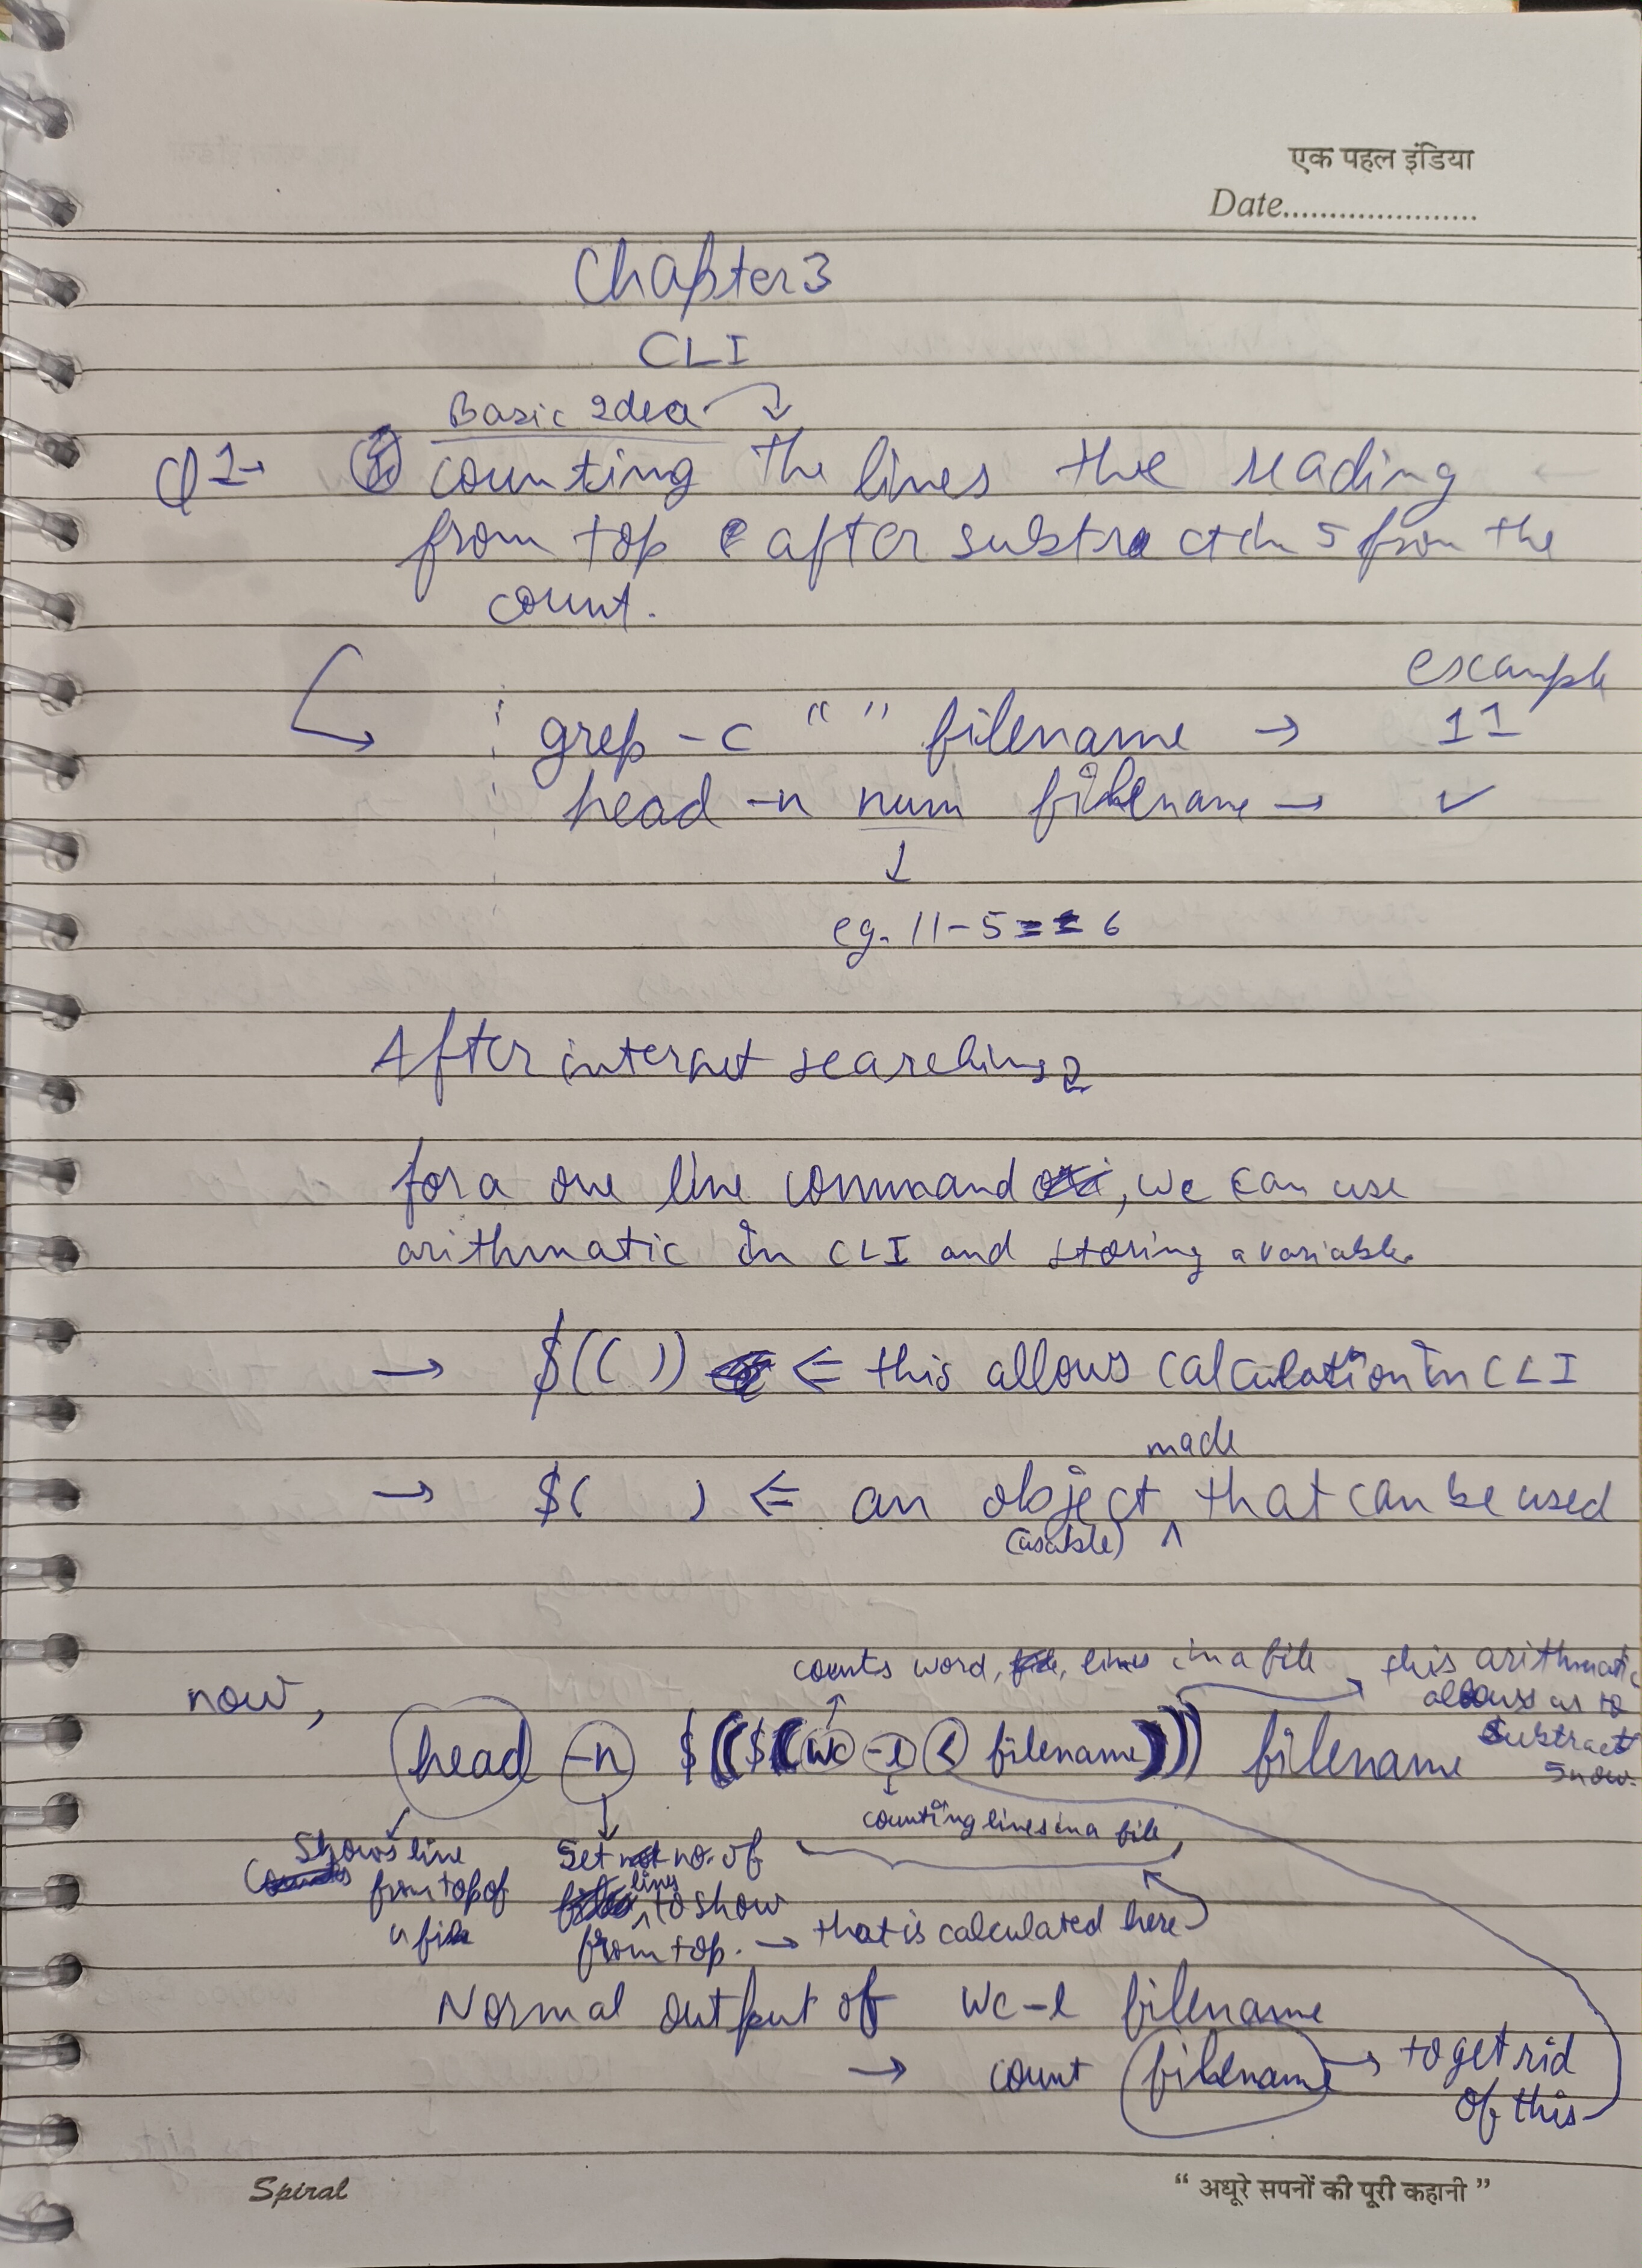 एक पहल इंडिया
Date......................
Chapter 3
CLI
Basic Idea
Q1→ ① counting the lines the reading
from top after substractin 5 from the
count.
example
grep -c “ ” filename → 11
head -n num filename → ✓
↓
eg. 11-5 = 6
After internet searching
for a one line command, we can use
arithmatic in CLI and storing a variable.
→ $(( )) ⇐ this allows calculation in CLI
made
→ $( ) ⇐ an object ^ that can be used
(usable)
counts word, lines in a file
this arithmatic
allows us to
substract
5 now.
now,
head -n $(($(wc -l < filename))) filename
counting lines in a file
Shows line
from top of
a file
Set no. of
lines
^ to show
from top. → that is calculated here
Normal output of wc -l filename
→ count filename → to get rid
of this
Spiral
“ अधूरे सपनों की पूरी कहानी ”